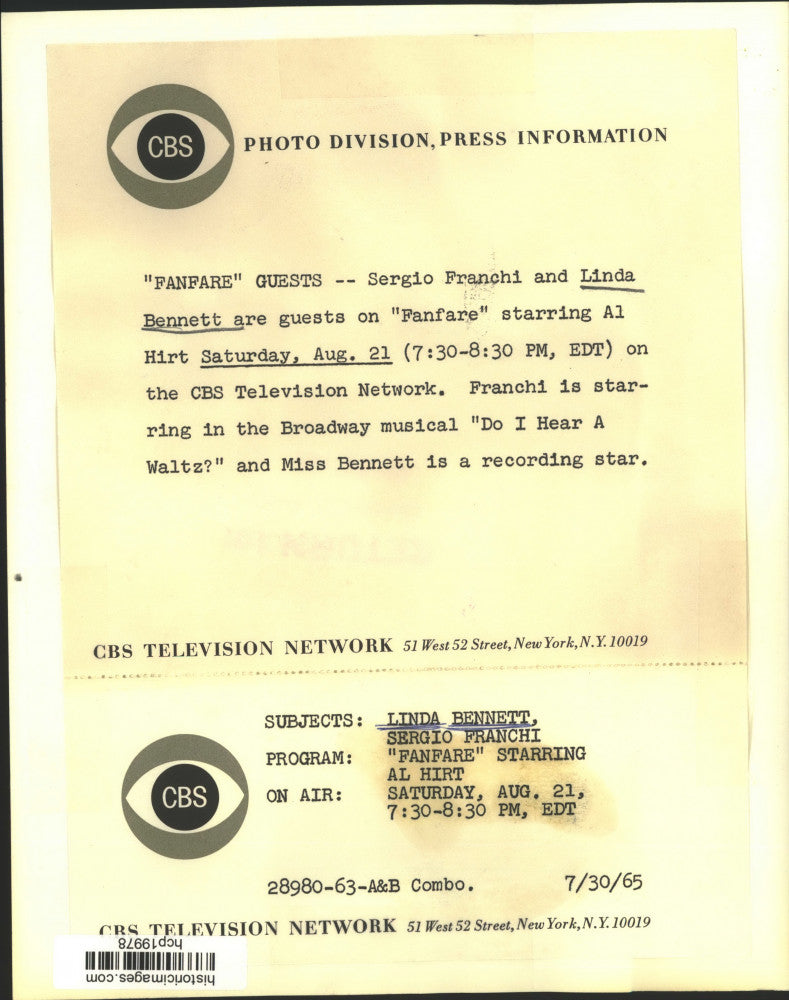 CBS
PHOTO DIVISION, PRESS INFORMATION
"FANFARE" GUESTS -- Sergio Franchi and Linda
Bennett are guests on "Fanfare" starring Al
Hirt Saturday, Aug. 21 (7:30-8:30 PM, EDT) on
the CBS Television Network. Franchi is star-
ring in the Broadway musical "Do I Hear A
Waltz?" and Miss Bennett is a recording star.
CBS TELEVISION NETWORK 51 West 52 Street, New York, N.Y. 10019
SUBJECTS: LINDA BENNETT,
SERGIO FRANCHI
PROGRAM: "FANFARE" STARRING
AL HIRT
CBS
ON AIR: SATURDAY, AUG. 21,
7:30-8:30 PM, EDT
28980-63-A&B Combo. 7/30/65
CBS TELEVISION NETWORK 51 West 52 Street, New York, N.Y. 10019
hcp19978
historicimages.com